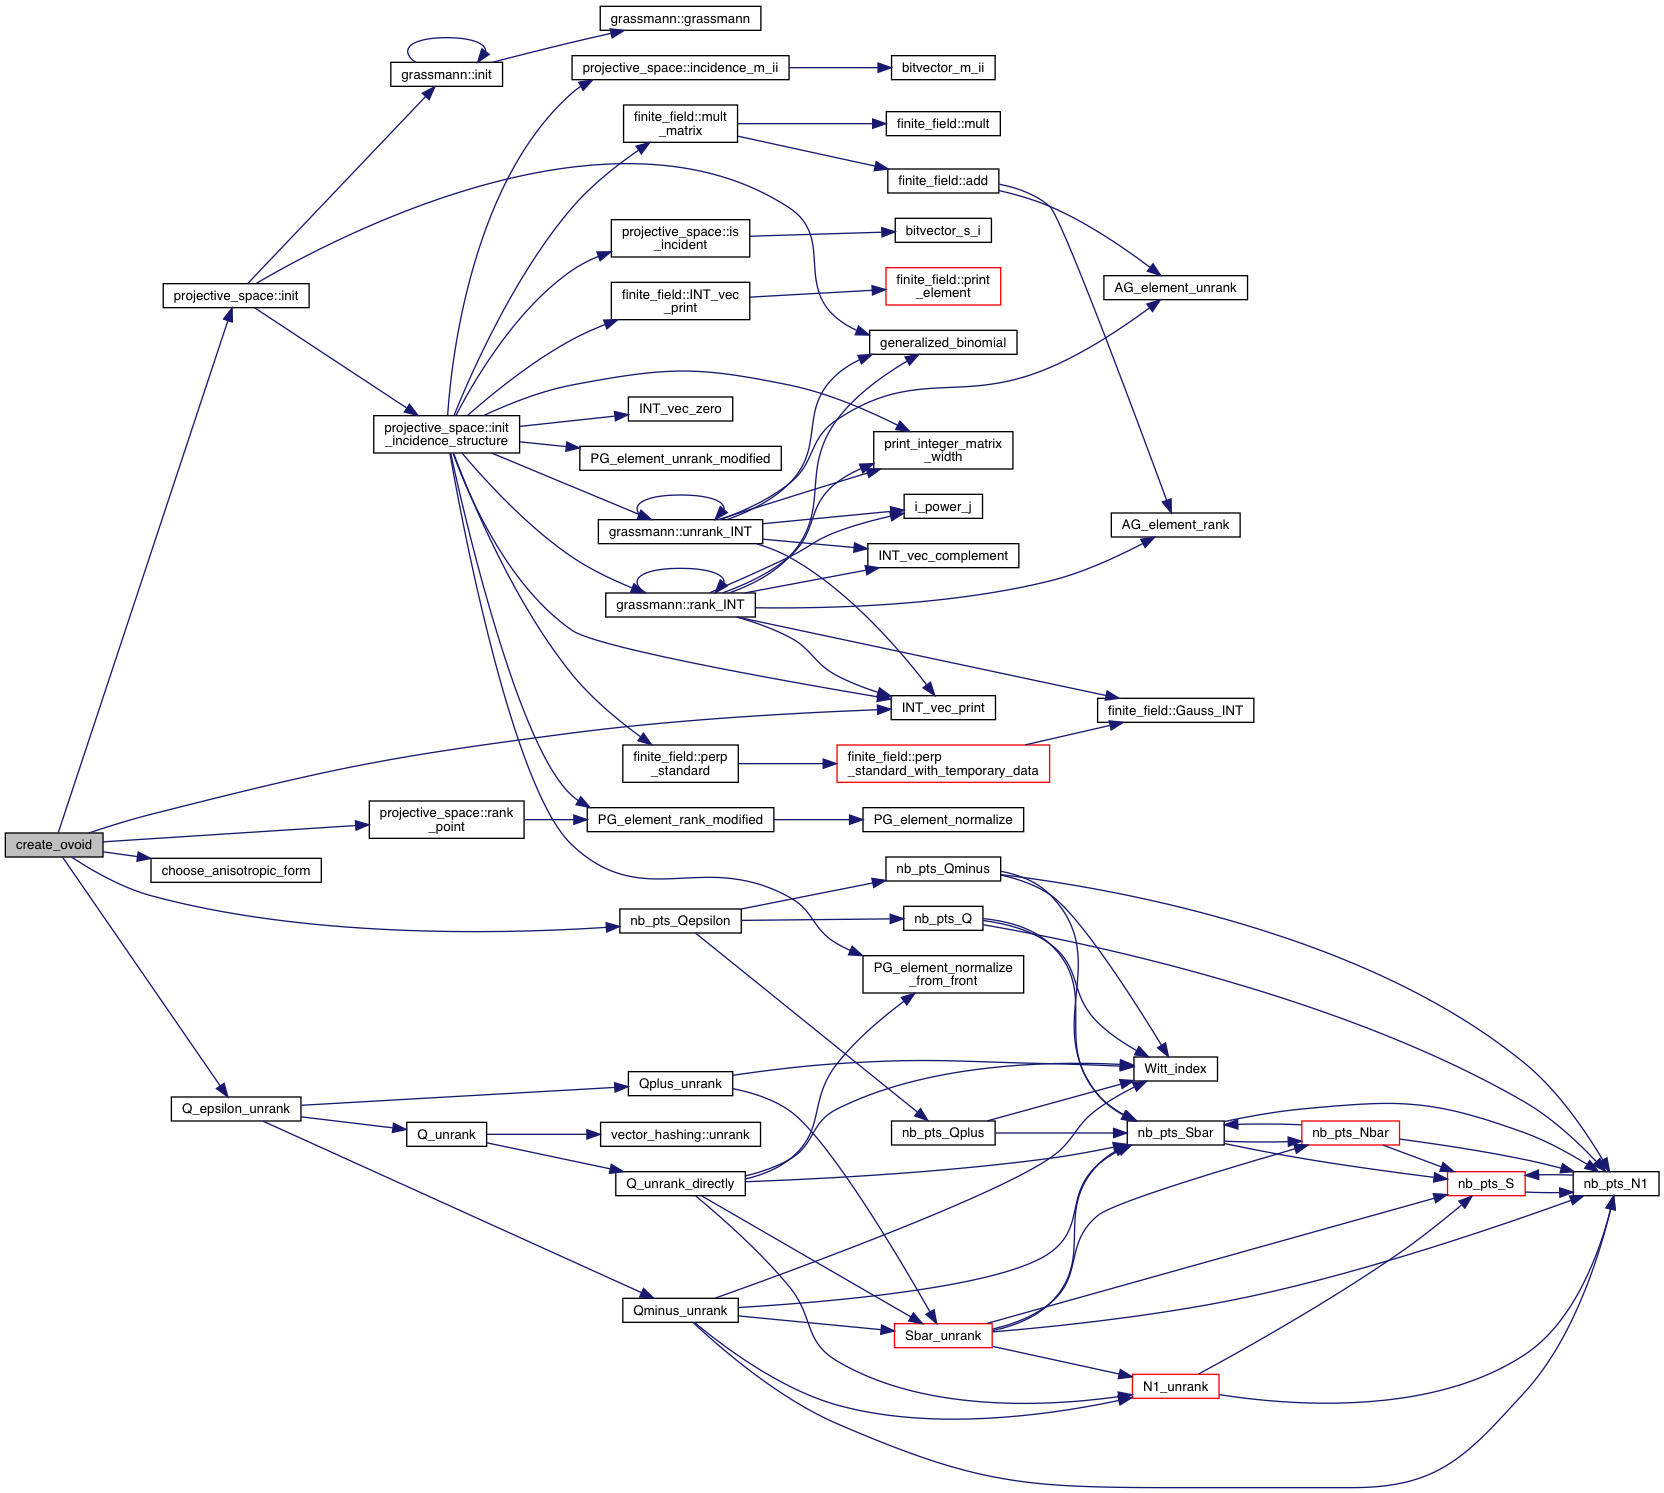 grassmann::grassmann
grassmann::init
projective_space::incidence_m_ii
bitvector_m_ii
finite_field::mult
_matrix
finite_field::mult
finite_field::add
projective_space::is
_incident
bitvector_s_i
finite_field::INT_vec
_print
finite_field::print
_element
AG_element_unrank
projective_space::init
generalized_binomial
INT_vec_zero
projective_space::init
_incidence_structure
print_integer_matrix
_width
PG_element_unrank_modified
i_power_j
AG_element_rank
grassmann::unrank_INT
INT_vec_complement
grassmann::rank_INT
INT_vec_print
finite_field::Gauss_INT
finite_field::perp
_standard
finite_field::perp
_standard_with_temporary_data
projective_space::rank
_point
PG_element_rank_modified
PG_element_normalize
create_ovoid
choose_anisotropic_form
nb_pts_Qminus
nb_pts_Qepsilon
nb_pts_Q
PG_element_normalize
_from_front
Witt_index
Qplus_unrank
Q_epsilon_unrank
Q_unrank
vector_hashing::unrank
nb_pts_Qplus
nb_pts_Sbar
nb_pts_Nbar
Q_unrank_directly
nb_pts_S
nb_pts_N1
Qminus_unrank
Sbar_unrank
N1_unrank